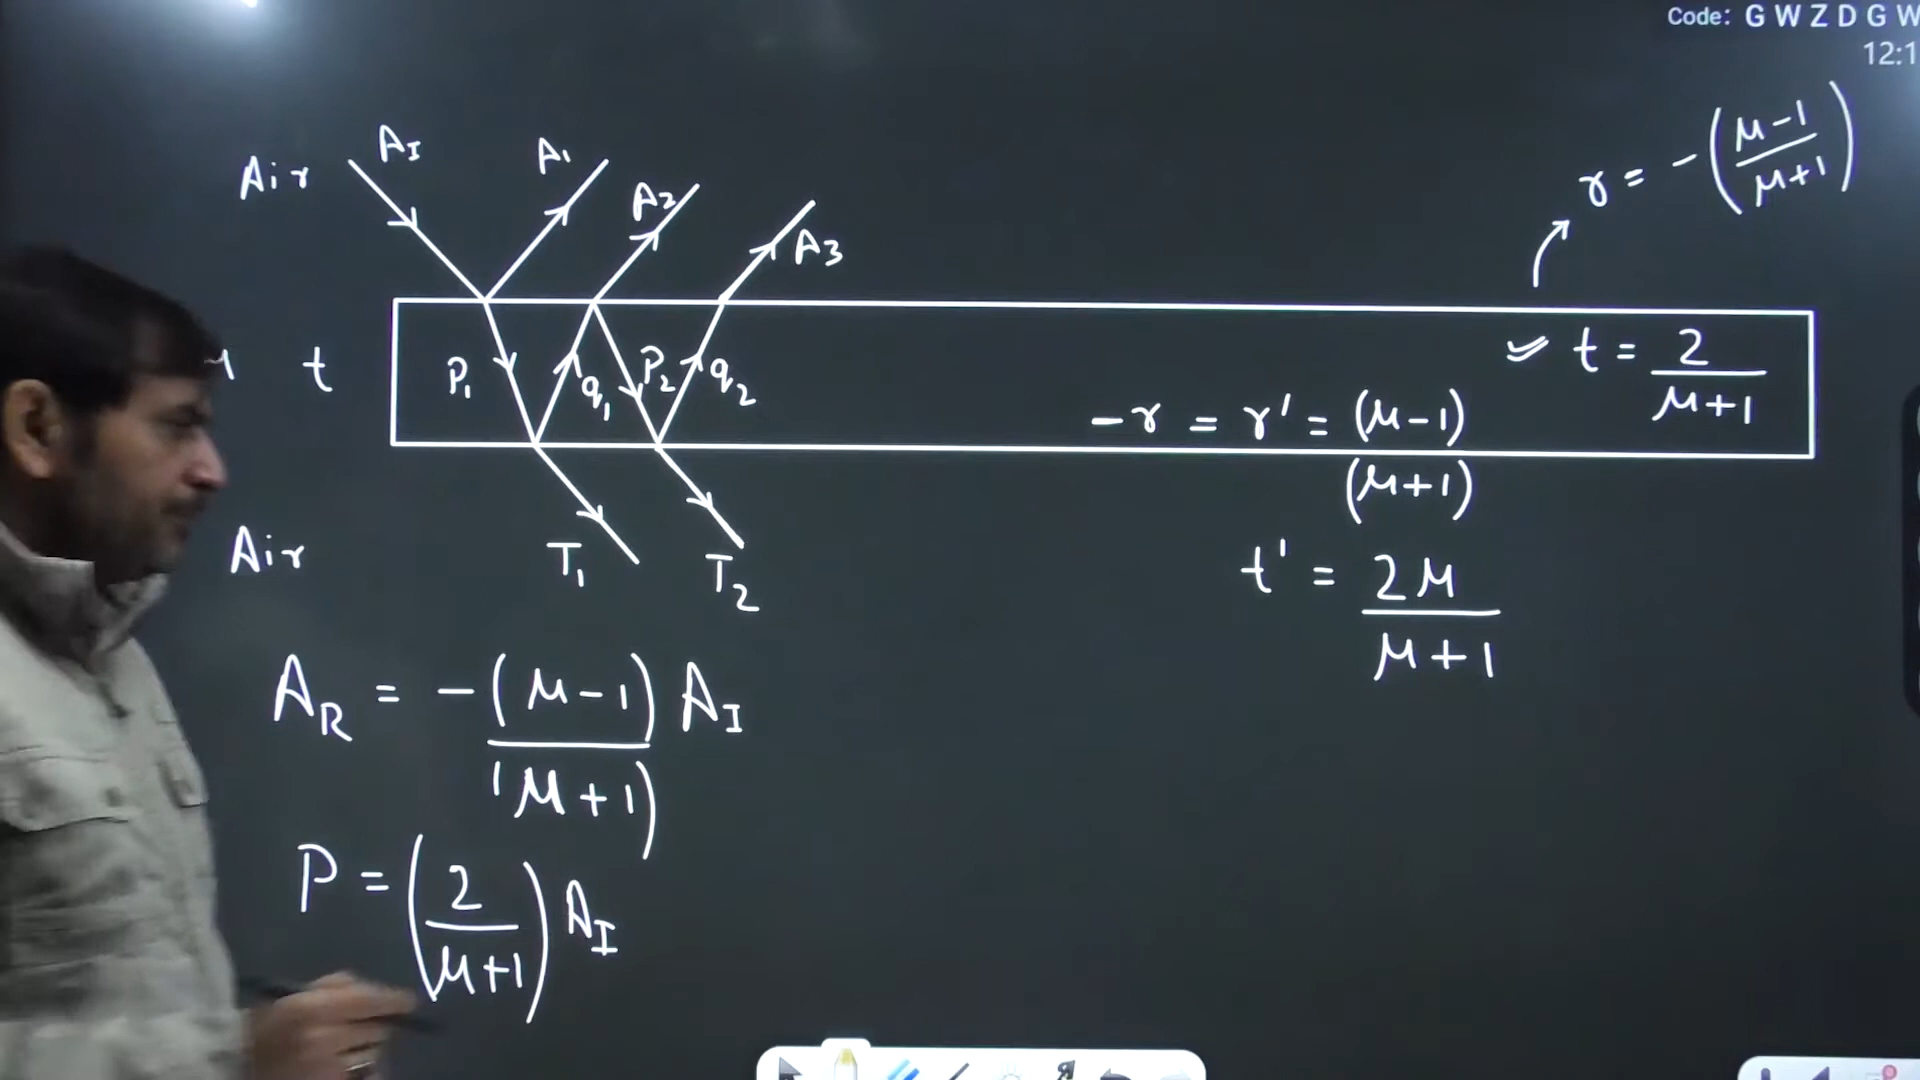 Code: G W Z D G W
12:1
Air
A_I
A_1
A_2
A_3
r = -((μ-1)/(μ+1))
t
P_1
q_1
P_2
q_2
t = 2/(μ+1)
-r = r' = (μ-1)/(μ+1)
Air
T_1
T_2
t' = 2μ/(μ+1)
A_R = -(μ-1)/(μ+1) A_I
P = (2/(μ+1)) A_I